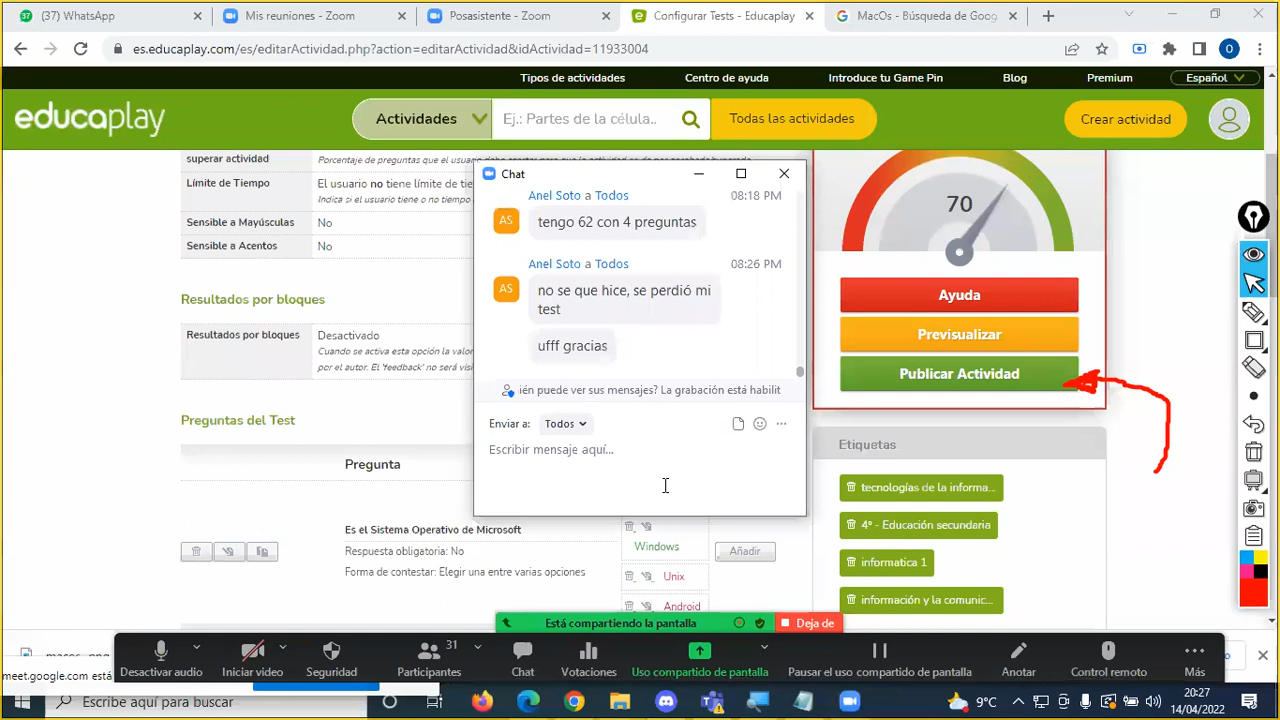 (37) WhatsApp
Mis reuniones - Zoom
Posasistente - Zoom
Configurar Tests - Educaplay
MacOs - Búsqueda de Goog
es.educaplay.com/es/editarActividad.php?action=editarActividad&idActividad=11933004
Tipos de actividades
Centro de ayuda
Introduce tu Game Pin
Blog
Premium
Español
educaplay
Actividades
Ej.: Partes de la célula..
Todas las actividades
Crear actividad
superar actividad
Límite de Tiempo
El usuario no tiene límite de
Indica si el usuario tiene o no tiempo
Sensible a Mayúsculas
No
Sensible a Acentos
No
Resultados por bloques
Resultados por bloques
Desactivado
Cuando se activa esta opción la valor
por el autor. El 'feedback' no será
Preguntas del Test
Pregunta
Es el Sistema Operativo de Microsoft
Respuesta obligatoria: No
Forma de contestar: Elegir una entre varias opciones
Windows
Unix
Android
Añadir
Chat
Anel Soto a Todos
08:18 PM
AS
tengo 62 con 4 preguntas
Anel Soto a Todos
08:26 PM
AS
no se que hice, se perdió mi
test
ufff gracias
ién puede ver sus mensajes? La grabación está habilit
Enviar a:
Todos
Escribir mensaje aquí...
70
Ayuda
Previsualizar
Publicar Actividad
Etiquetas
tecnologías de la informa...
4º - Educación secundaria
informatica 1
información y la comunic...
Está compartiendo la pantalla
Deja de
meet.google.com está
Desactivar audio
Iniciar video
Seguridad
31
Participantes
Chat
Votaciones
Uso compartido de pantalla
Pausar el uso compartido de pantalla
Anotar
Control remoto
Más
Escribe aquí para buscar
9°C
20:27
14/04/2022